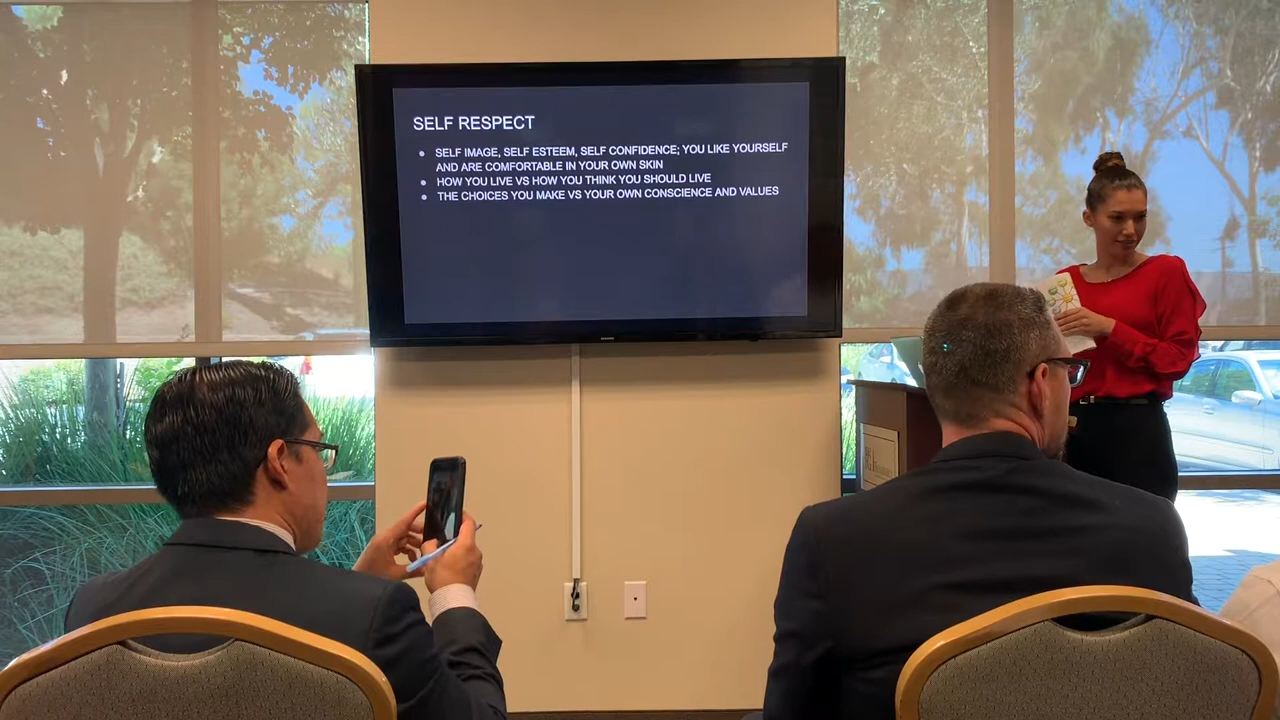 SELF RESPECT
● SELF IMAGE, SELF ESTEEM, SELF CONFIDENCE; YOU LIKE YOURSELF
AND ARE COMFORTABLE IN YOUR OWN SKIN
● HOW YOU LIVE VS HOW YOU THINK YOU SHOULD LIVE
● THE CHOICES YOU MAKE VS YOUR OWN CONSCIENCE AND VALUES
SAMSUNG